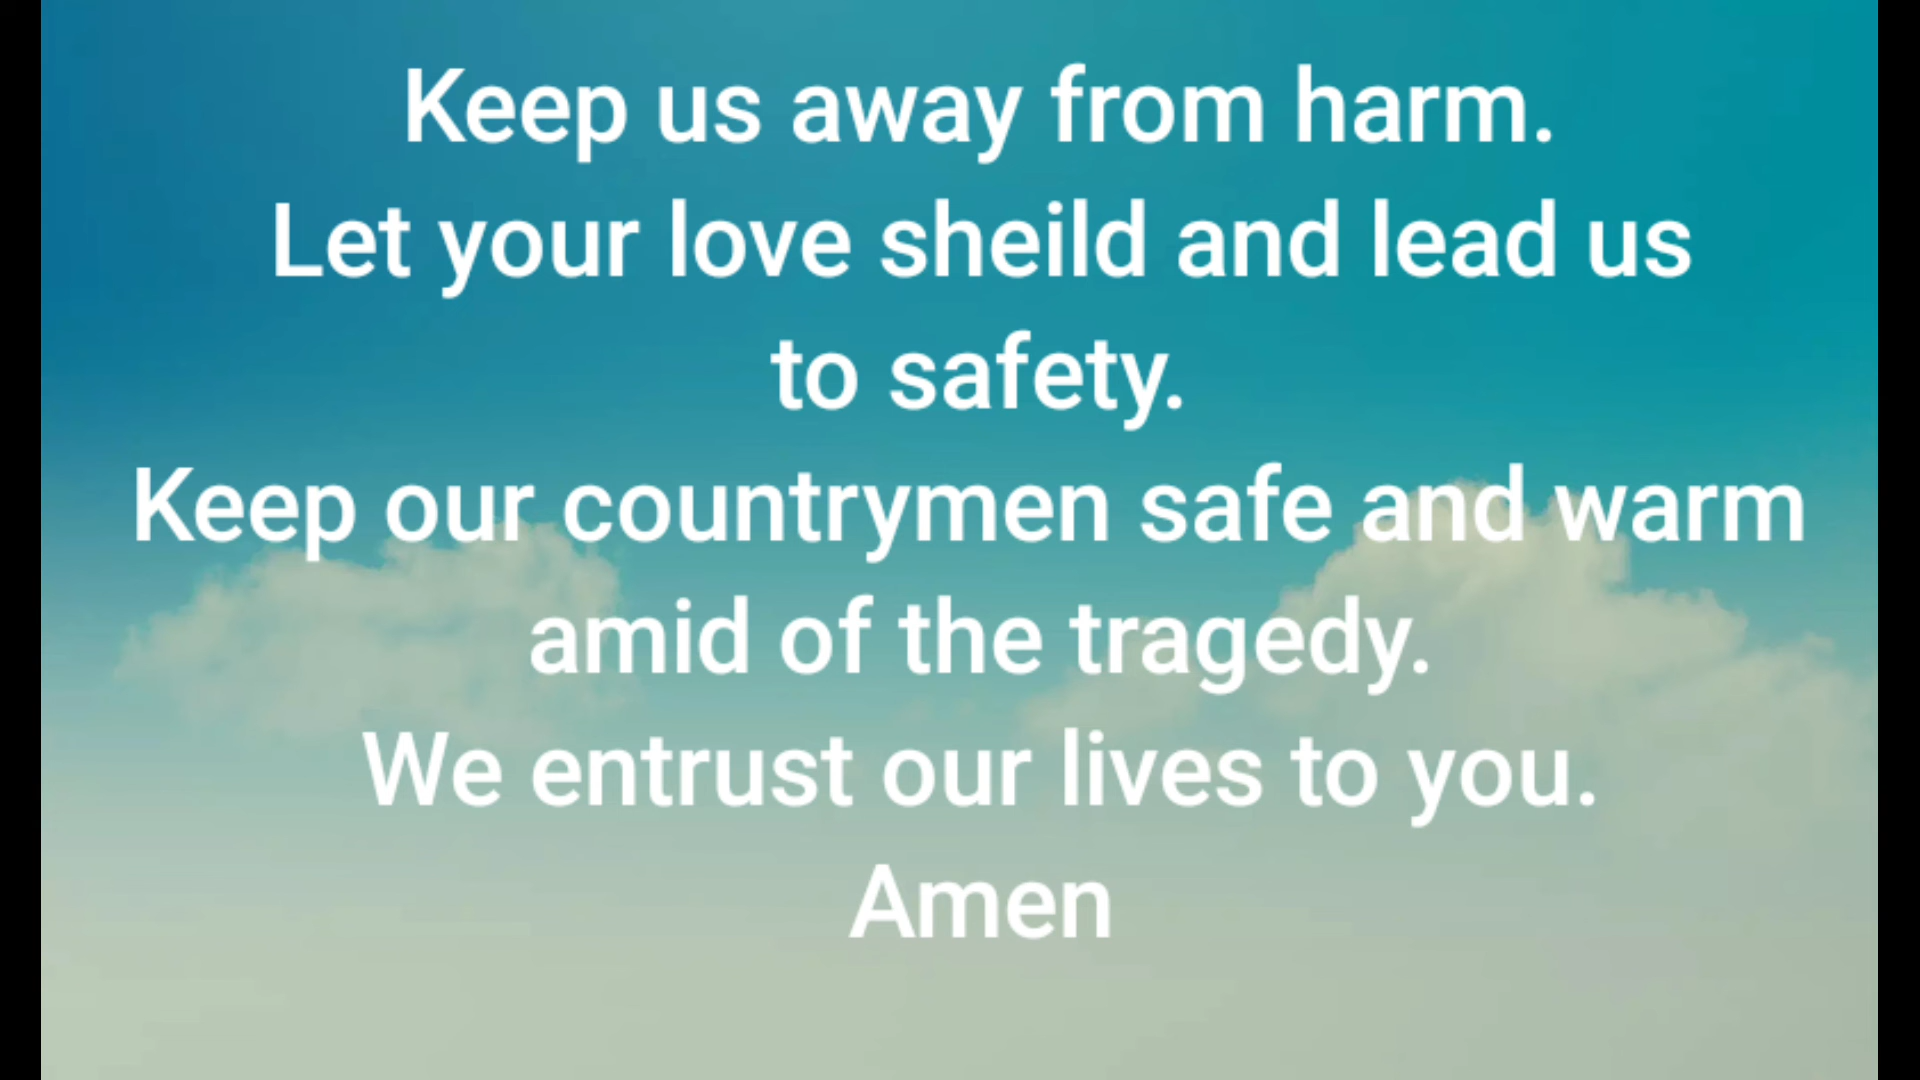 Keep us away from harm.
Let your love sheild and lead us
to safety.
Keep our countrymen safe and warm
amid of the tragedy.
We entrust our lives to you.
Amen